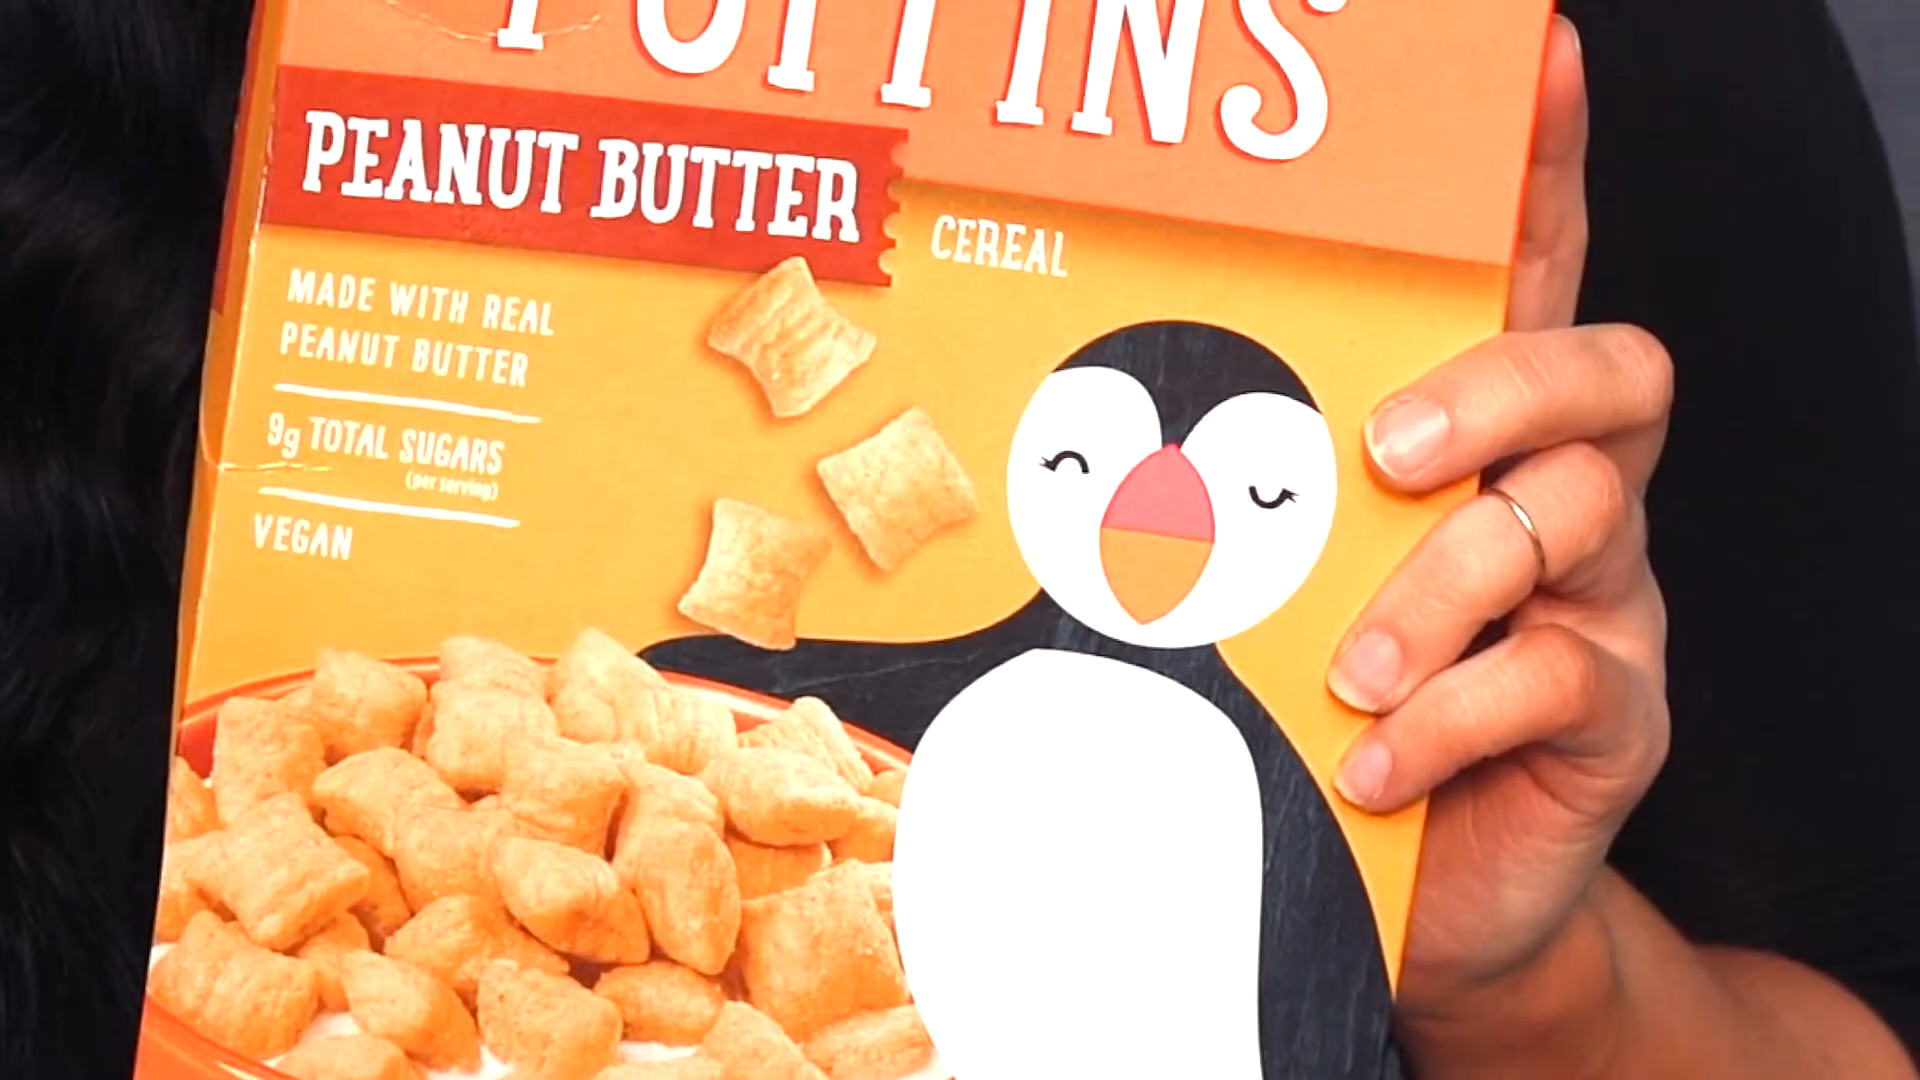 PUFFINS
PEANUT BUTTER
CEREAL
MADE WITH REAL
PEANUT BUTTER
9g TOTAL SUGARS
(per serving)
VEGAN